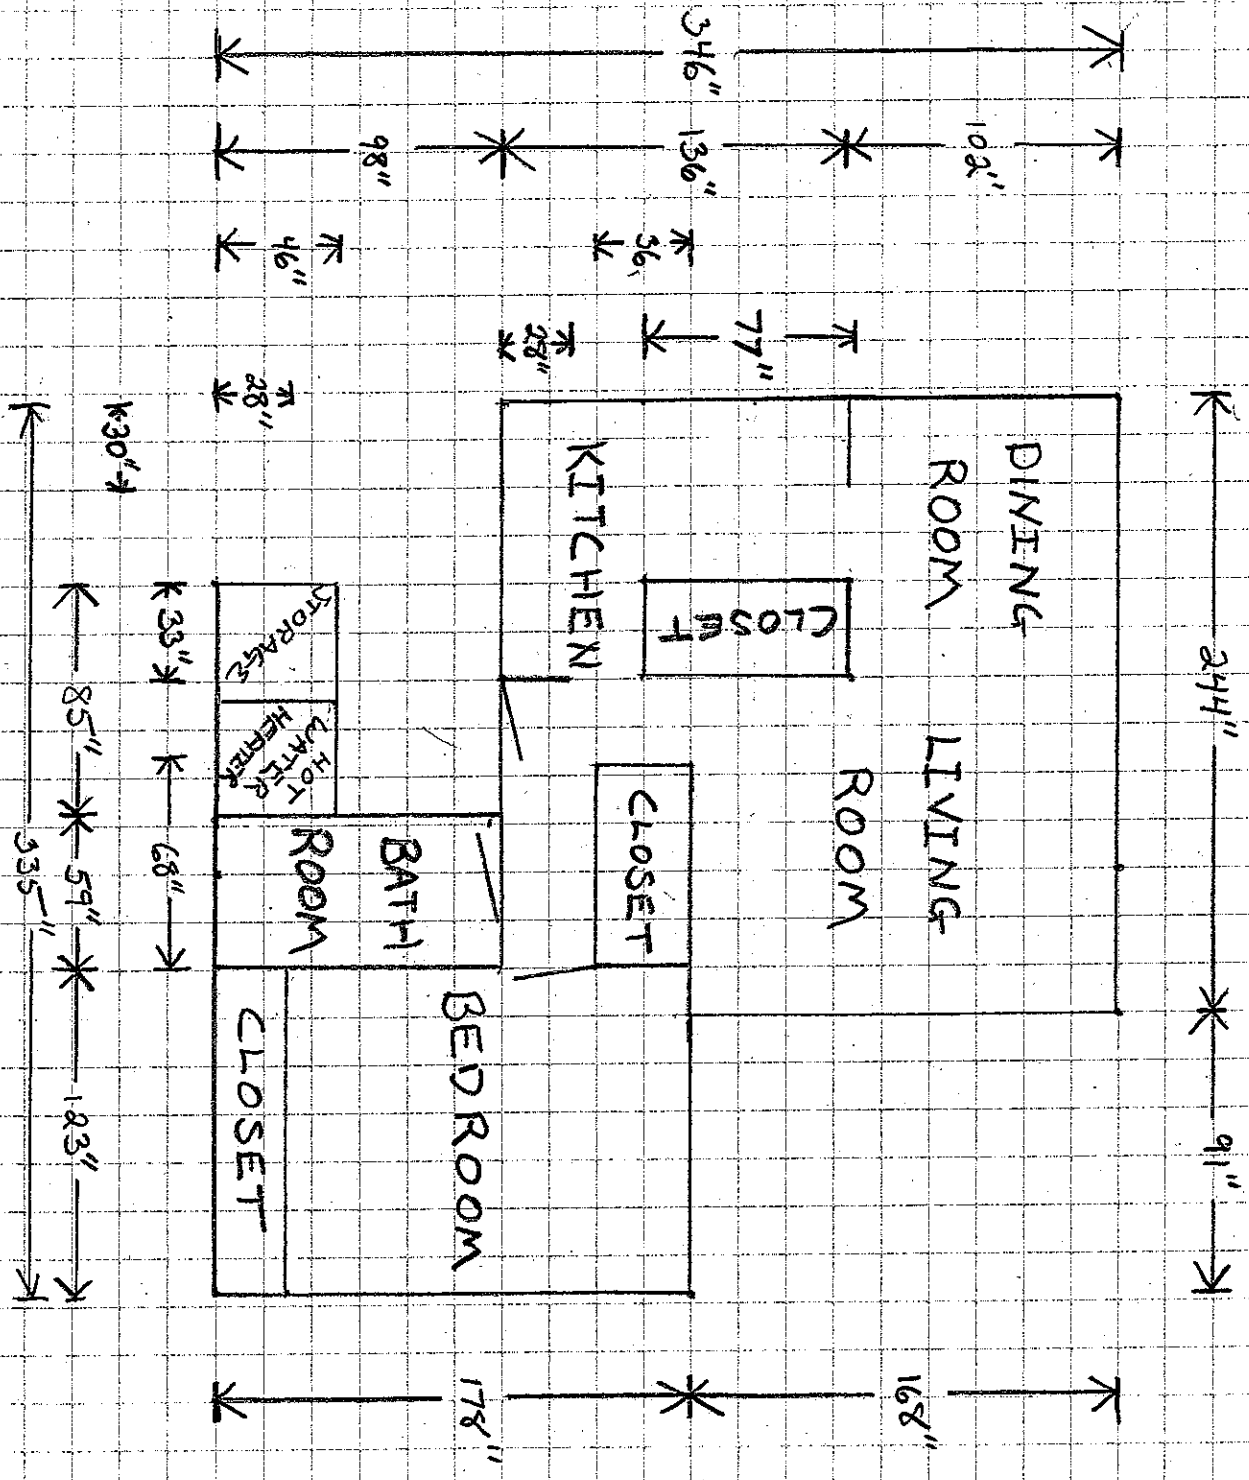 346"
98"
136"
102"
46"
36"
77"
28"
28"
30"
244"
91"
DINING
ROOM
KITCHEN
CLOSET
LIVING
ROOM
CLOSET
STORAGE
HOT
WATER
HEATER
BATH
ROOM
BEDROOM
CLOSET
33"
68"
85"
59"
123"
335"
178"
168"